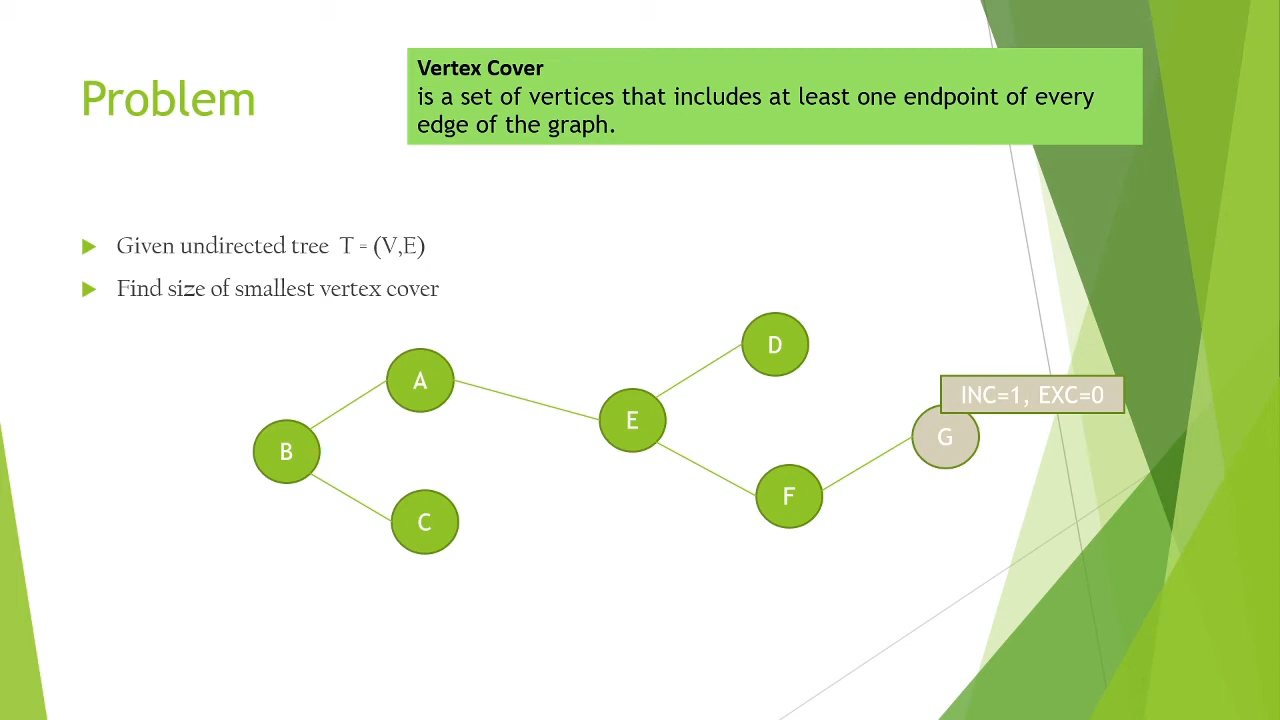 Problem
Vertex Cover
is a set of vertices that includes at least one endpoint of every
edge of the graph.
Given undirected tree T = (V,E)
Find size of smallest vertex cover
D
A
INC=1, EXC=0
E
G
B
F
C